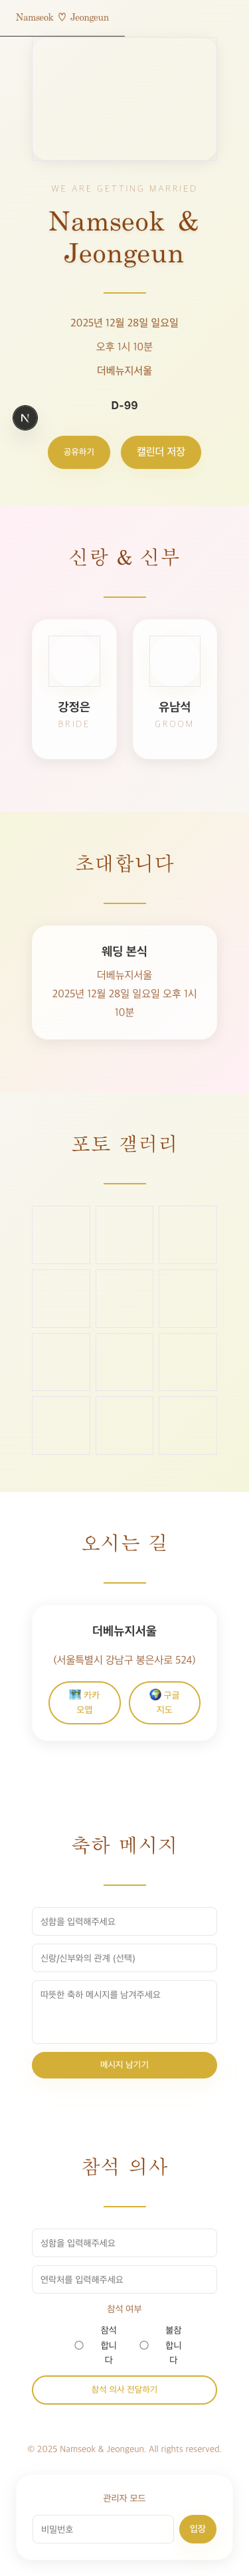 Namseok ♡ Jeongeun
WE ARE GETTING MARRIED
Namseok &
Jeongeun
2025년 12월 28일 일요일
오후 1시 10분
더베뉴지서울
D-99
N
공유하기 캘린더 저장
신랑 & 신부
강정은 유남석
BRIDE GROOM
초대합니다
웨딩 본식
더베뉴지서울
2025년 12월 28일 일요일 오후 1시
10분
포토 갤러리
오시는 길
더베뉴지서울
(서울특별시 강남구 봉은사로 524)
🗺️ 카카오맵 🌍 구글 지도
축하 메시지
성함을 입력해주세요
신랑/신부와의 관계 (선택)
따뜻한 축하 메시지를 남겨주세요
메시지 남기기
참석 의사
성함을 입력해주세요
연락처를 입력해주세요
참석 여부
참석합니다 불참합니다
참석 의사 전달하기
© 2025 Namseok & Jeongeun. All rights reserved.
관리자 모드
비밀번호 입장